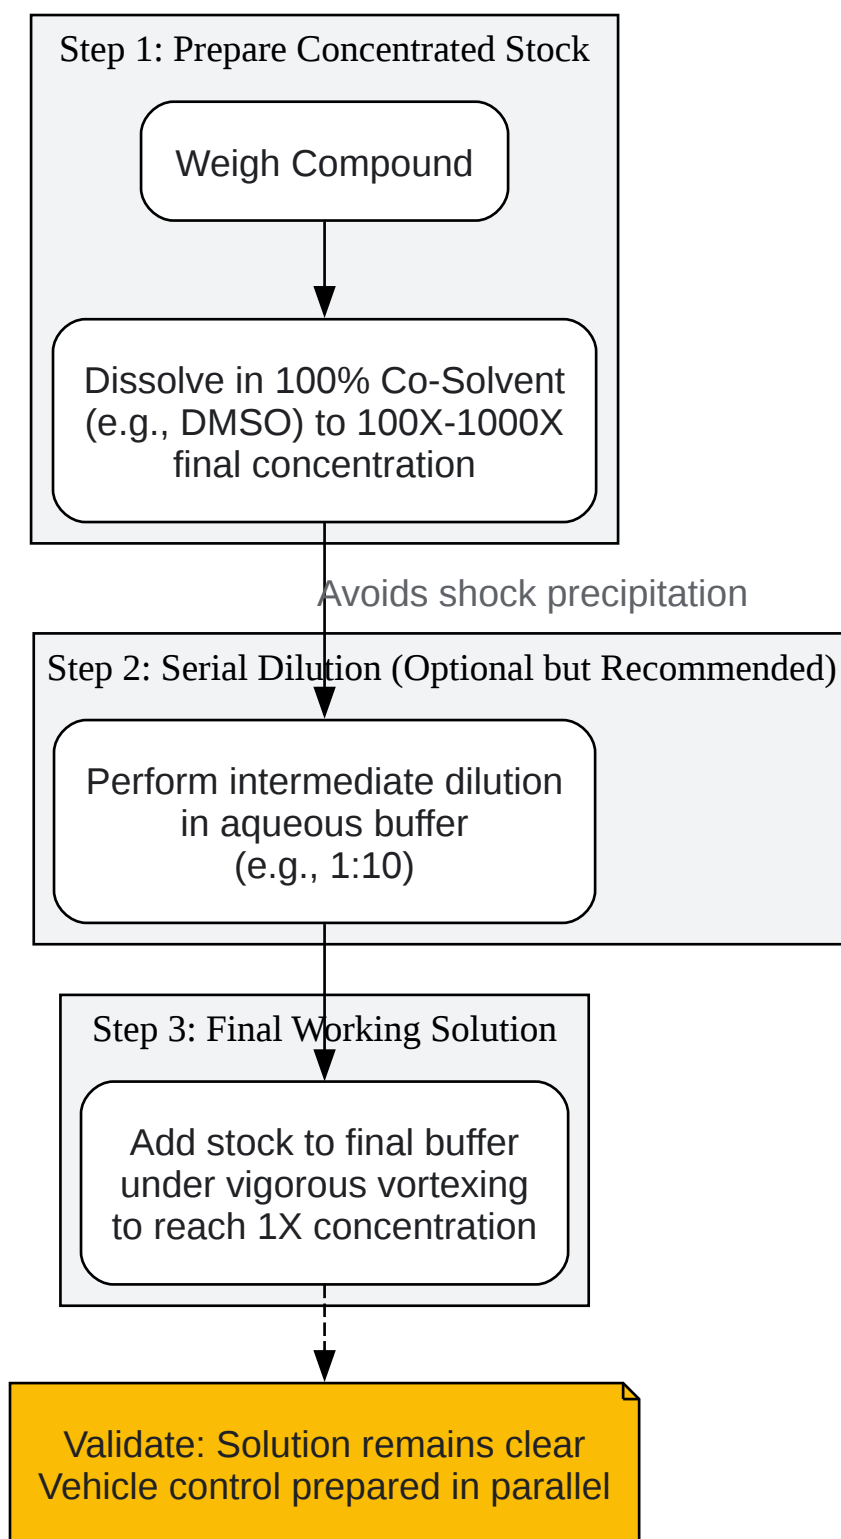 Step 1: Prepare Concentrated Stock
Weigh Compound
Dissolve in 100% Co-Solvent
(e.g., DMSO) to 100X-1000X
final concentration
Avoids shock precipitation
Step 2: Serial Dilution (Optional but Recommended)
Perform intermediate dilution
in aqueous buffer
(e.g., 1:10)
Step 3: Final Working Solution
Add stock to final buffer
under vigorous vortexing
to reach 1X concentration
Validate: Solution remains clear
Vehicle control prepared in parallel